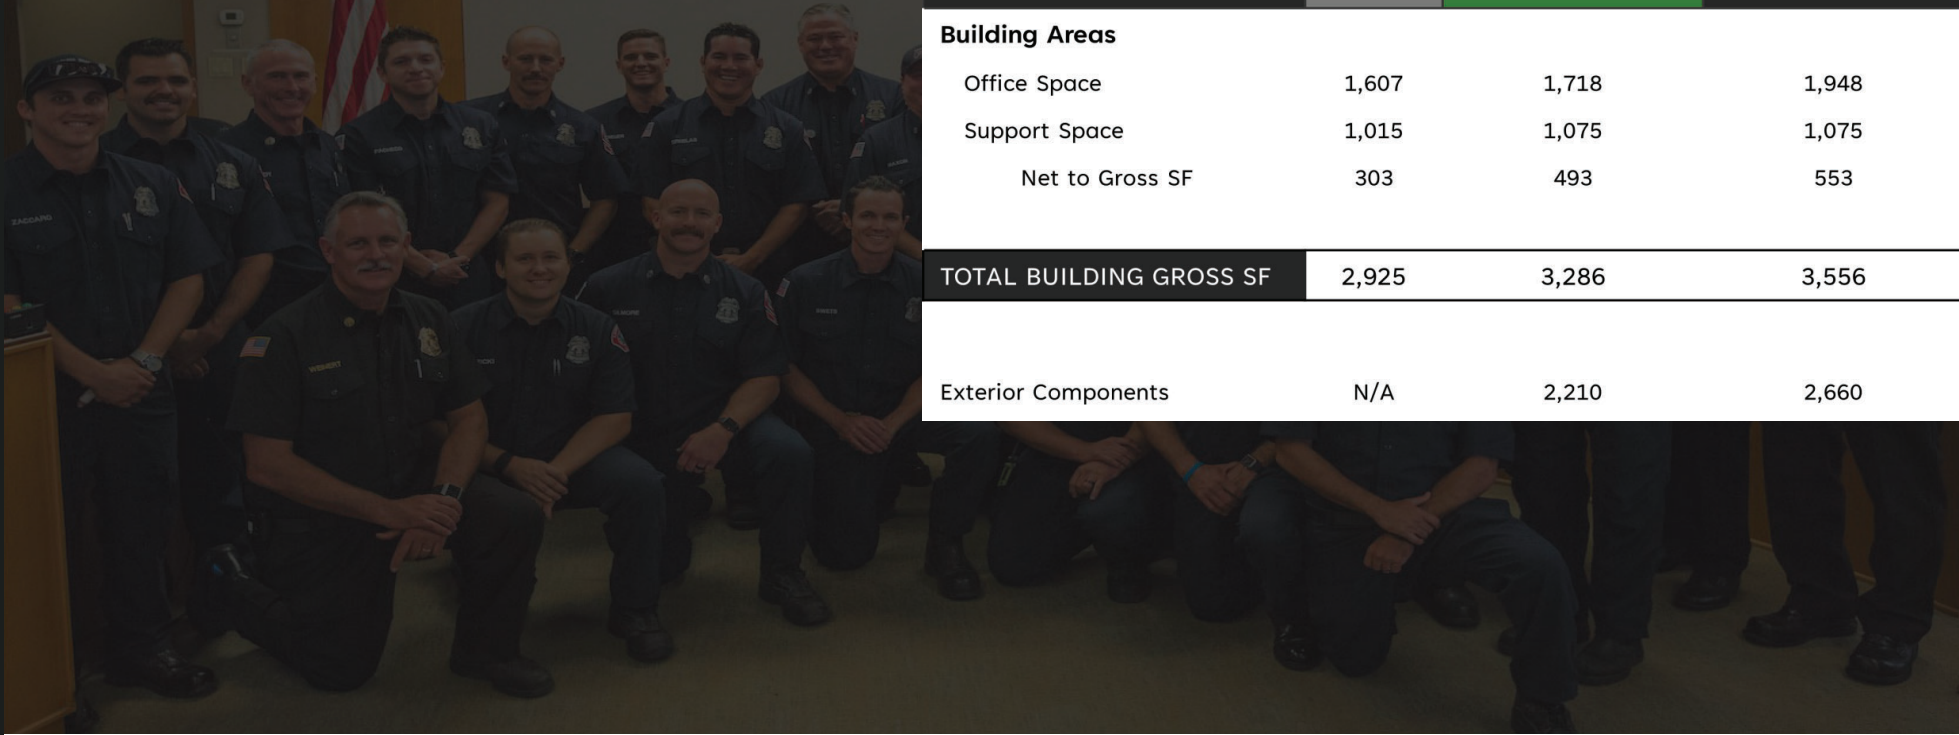 Building Areas
Office Space 1,607 1,718 1,948
Support Space 1,015 1,075 1,075
Net to Gross SF 303 493 553
TOTAL BUILDING GROSS SF 2,925 3,286 3,556
Exterior Components N/A 2,210 2,660
ZACCARO
WEINERT